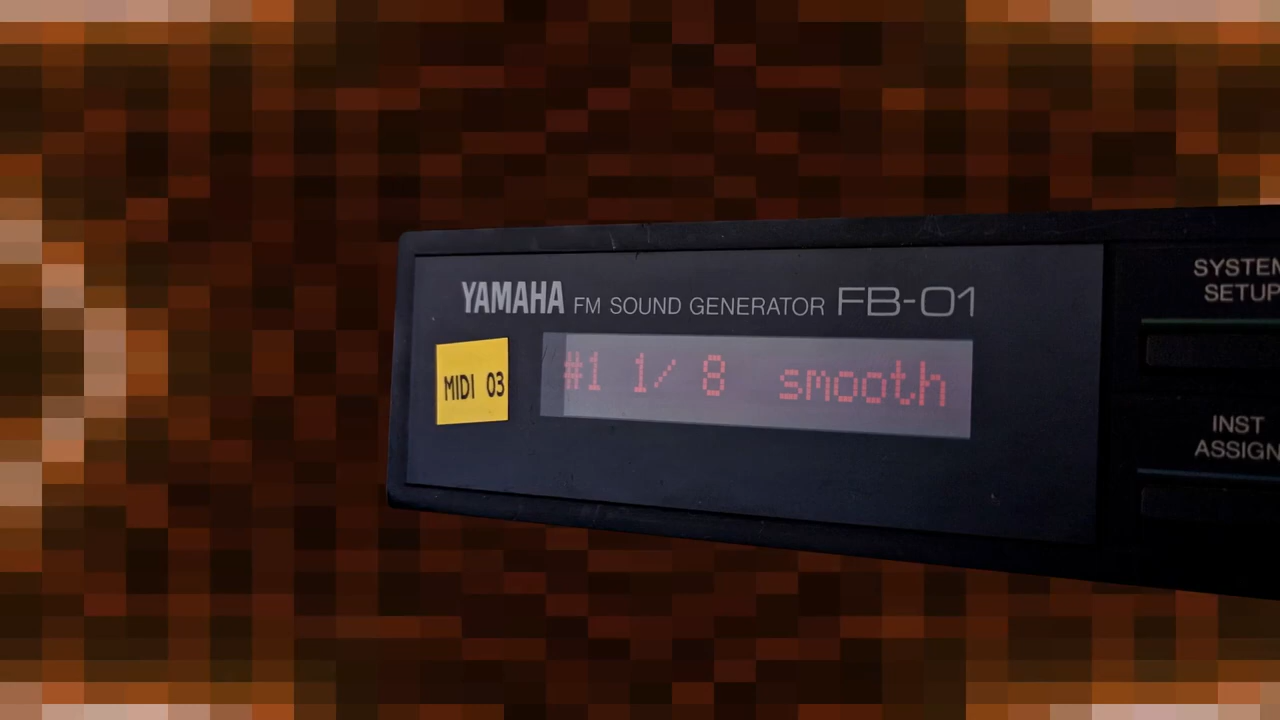 YAMAHA FM SOUND GENERATOR FB-01
MIDI 03
#1 1/ 8 smooth
SYSTEM
SETUP
INST
ASSIGN